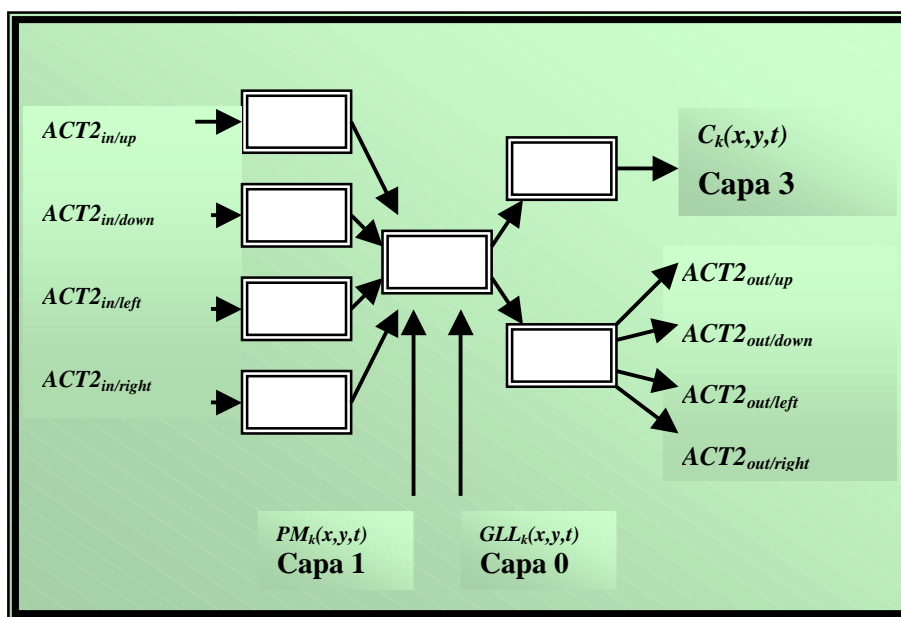 ACT2in/up
ACT2in/down
ACT2in/left
ACT2in/right
Ck(x,y,t)
Capa 3
ACT2out/up
ACT2out/down
ACT2out/left
ACT2out/right
PMk(x,y,t)
Capa 1
GLLk(x,y,t)
Capa 0